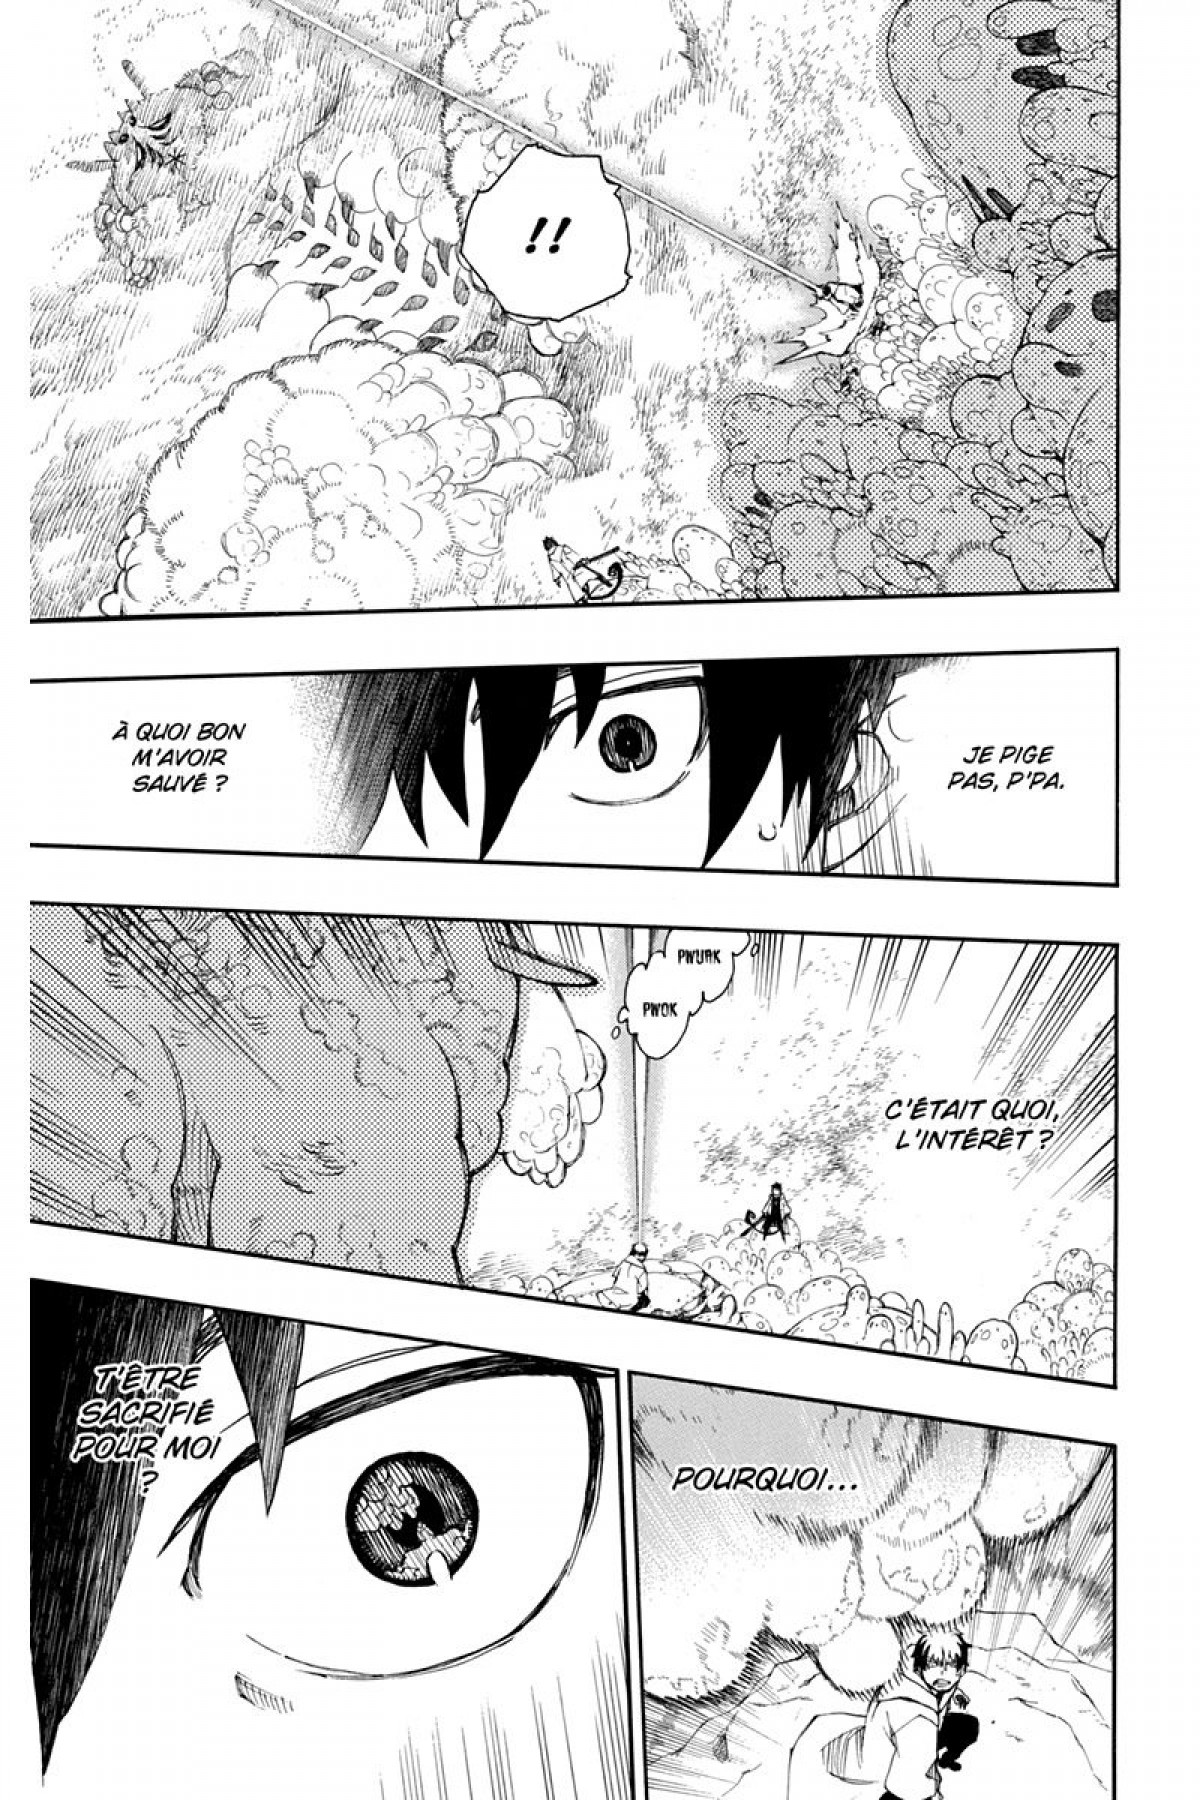 !!
JE PIGE
PAS, P'PA.
À QUOI BON
M'AVOIR
SAUVÉ ?
PWURK
PWOK
C'ÉTAIT QUOI,
L'INTÉRÊT ?
POURQUOI...
T'ÊTRE
SACRIFIÉ
POUR MOI
?